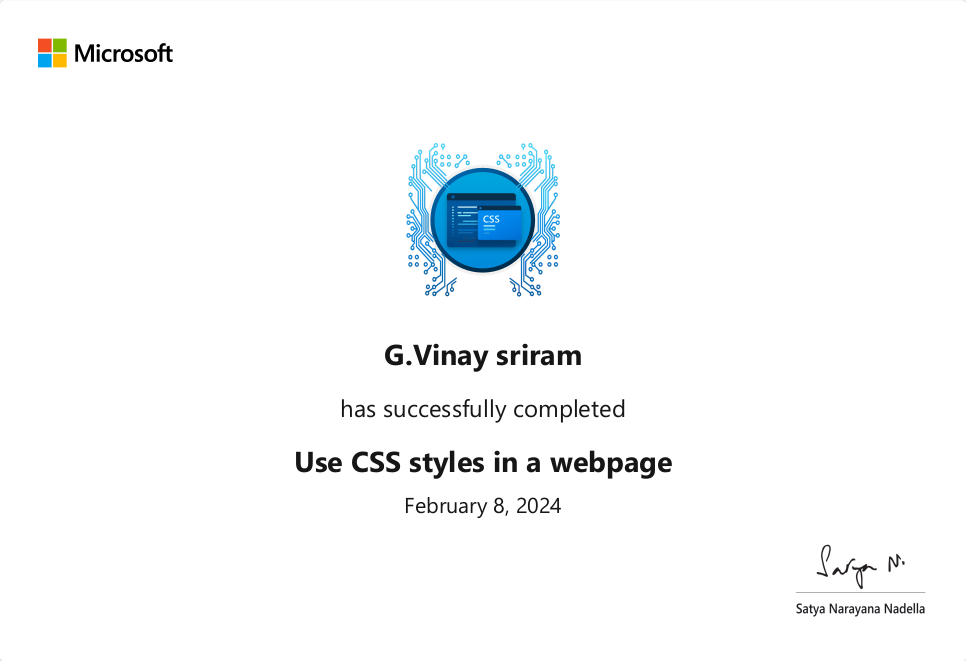 Microsoft
CSS
G.Vinay sriram
has successfully completed
Use CSS styles in a webpage
February 8, 2024
Satya N.
Satya Narayana Nadella